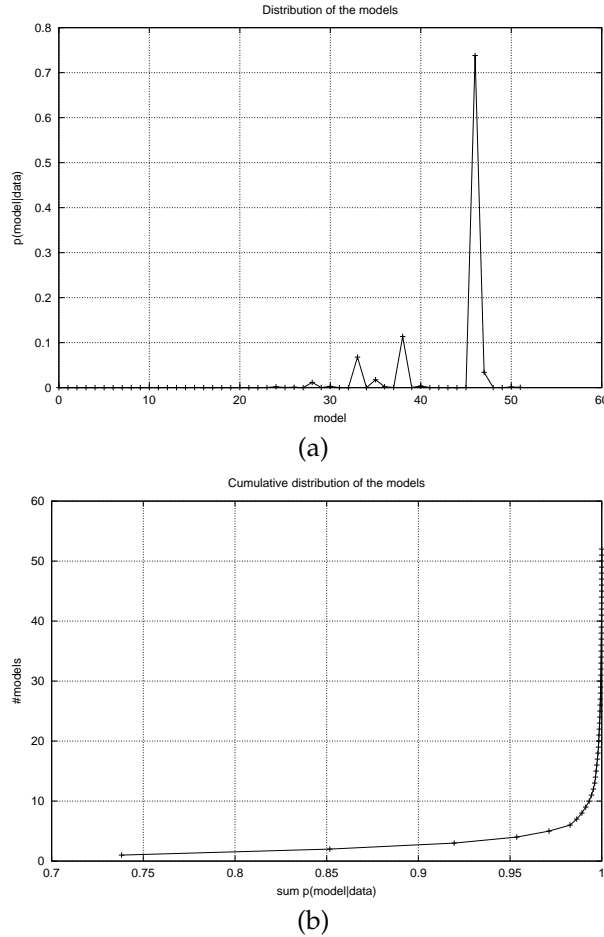 Distribution of the models
0.8
0.7
0.6
0.5
0.4
0.3
0.2
0.1
0
p(model|data)
0 10 20 30 40 50 60
model
(a)
Cumulative distribution of the models
60
50
40
30
20
10
0
#models
0.7 0.75 0.8 0.85 0.9 0.95 1
sum p(model|data)
(b)